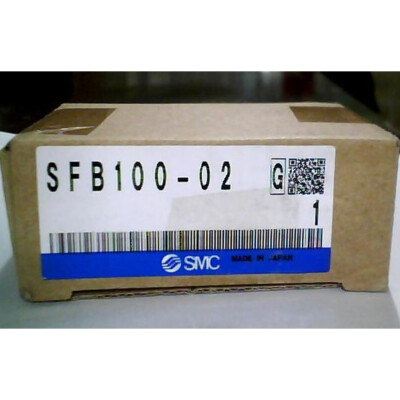 SFB100-02 G
1
SMC MADE IN JAPAN